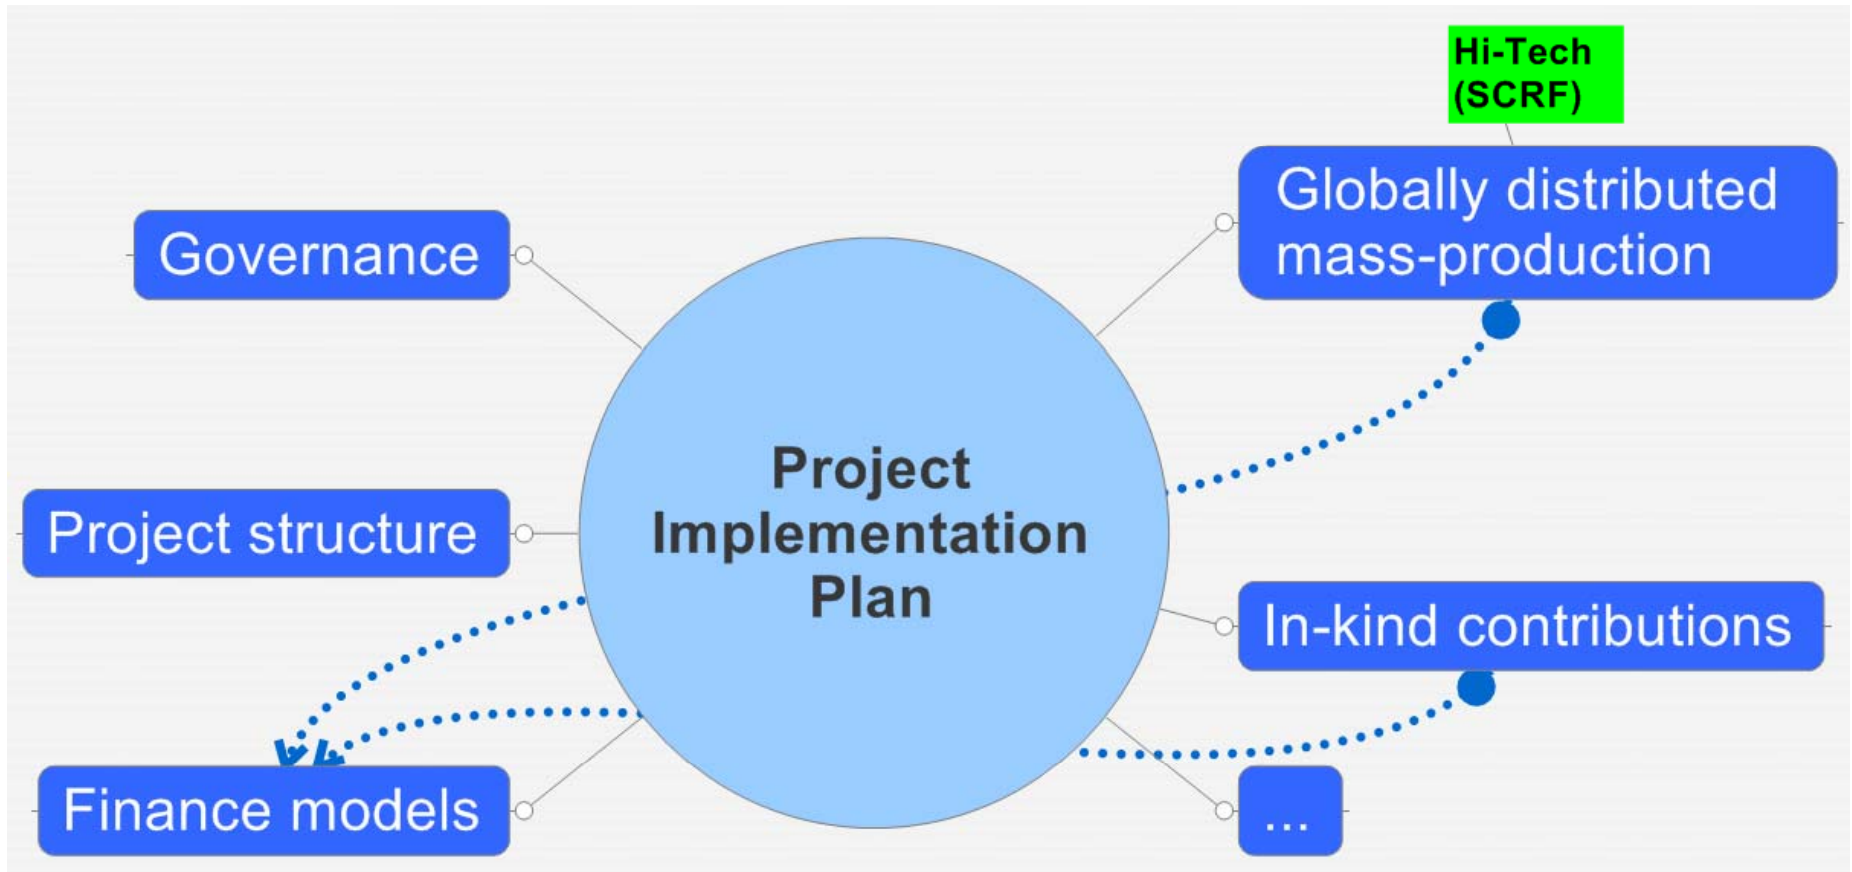 Hi-Tech
(SCRF)
Globally distributed
mass-production
Governance
Project
Implementation
Plan
Project structure
In-kind contributions
Finance models
...